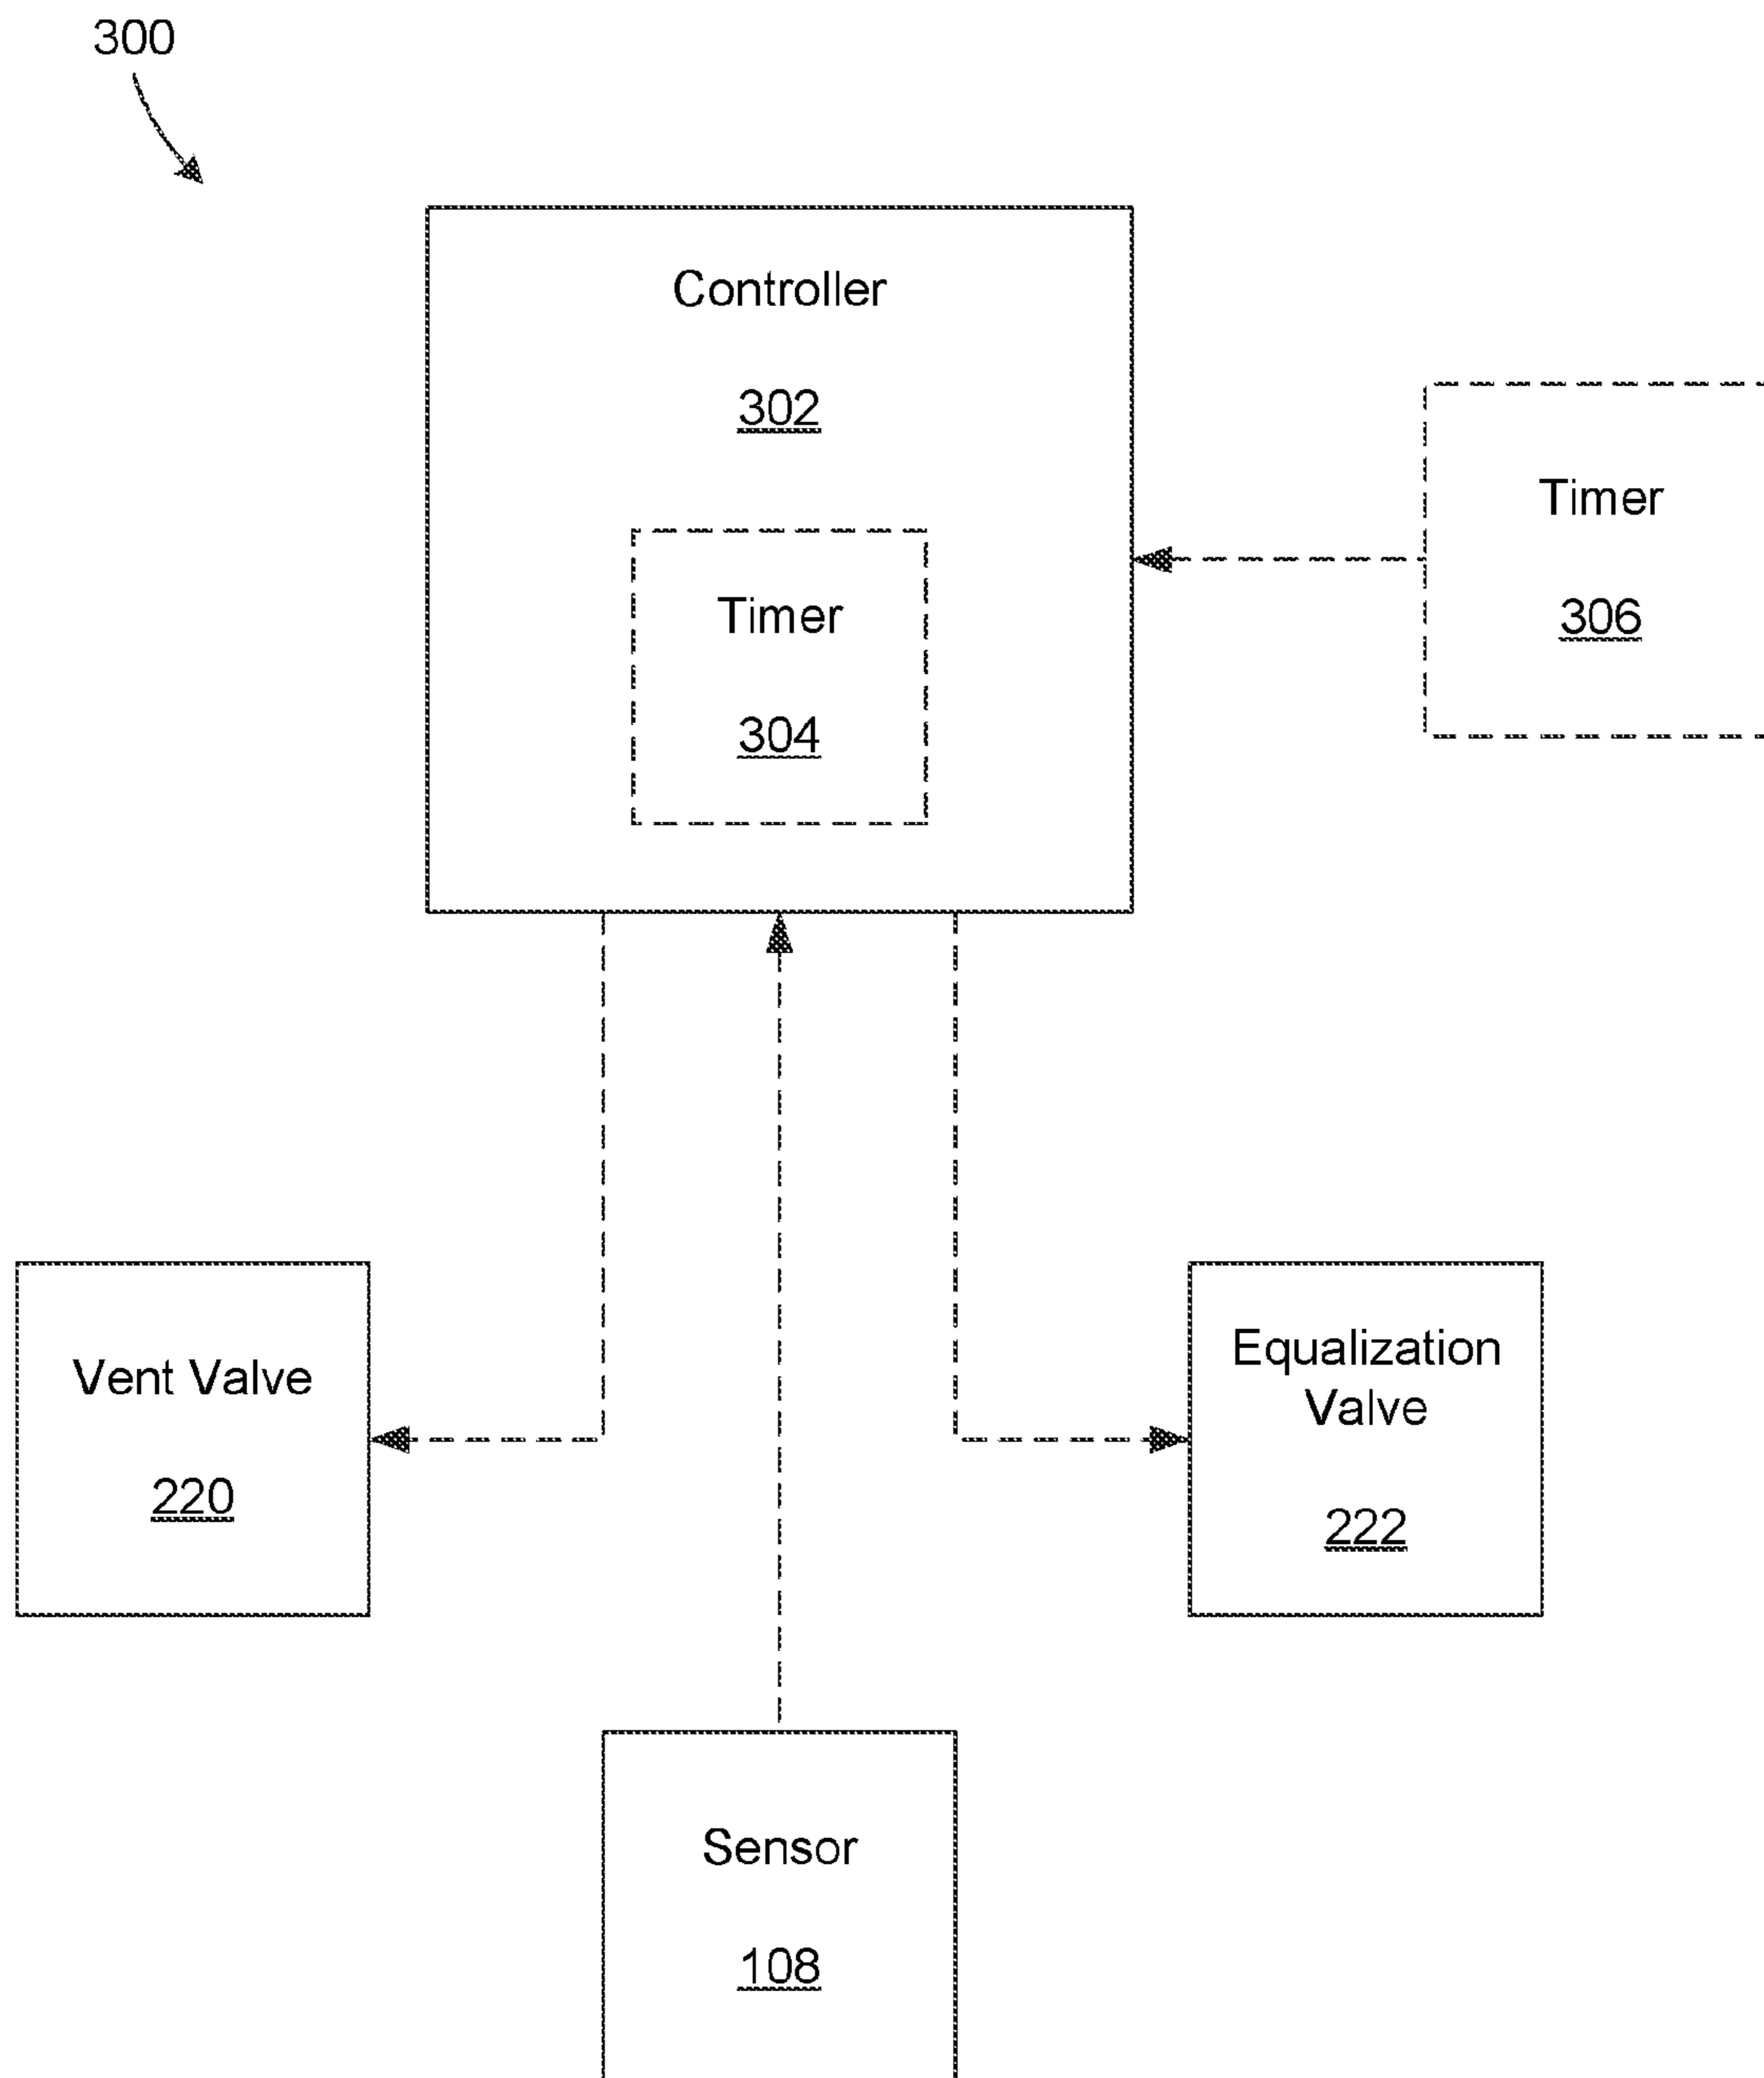 300
Controller
302
Timer
304
Timer
306
Vent Valve
220
Equalization
Valve
222
Sensor
108